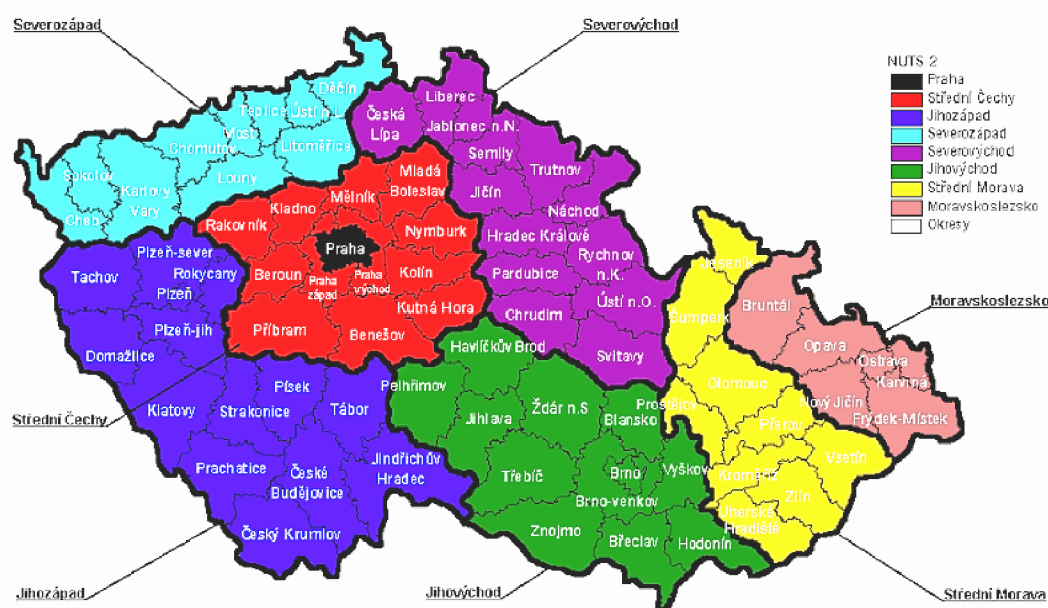 Severozápad
Severovýchod
NUTS 2
Praha
Střední Čechy
Jihozápad
Severozápad
Severovýchod
Jihovýchod
Střední Morava
Moravskoslezsko
Okresy
Děčín
Teplice
Ústí n.L.
Most
Chomutov
Litoměřice
Louny
Sokolov
Karlovy
Vary
Cheb
Česká
Lípa
Liberec
Jablonec n.N.
Semily
Trutnov
Jičín
Náchod
Hradec Králové
Rychnov
n.K.
Pardubice
Ústí n.O.
Chrudim
Svitavy
Mladá
Boleslav
Mělník
Kladno
Rakovník
Nymburk
Praha
Beroun
Praha
západ
Praha
východ
Kolín
Kutná Hora
Příbram
Benešov
Plzeň-sever
Rokycany
Tachov
Plzeň
Plzeň-jih
Domažlice
Klatovy
Písek
Strakonice
Tábor
Prachatice
České
Budějovice
Jindřichův
Hradec
Český Krumlov
Havlíčkův Brod
Pelhřimov
Jihlava
Žďár n.S
Blansko
Třebíč
Brno
Vyškov
Brno-venkov
Znojmo
Břeclav
Hodonín
Jeseník
Šumperk
Olomouc
Prostějov
Přerov
Kroměříž
Vsetín
Zlín
Uherské
Hradiště
Bruntál
Opava
Ostrava
Karviná
Nový Jičín
Frýdek-Místek
Moravskoslezsko
Střední Čechy
Jihozápad
Jihovýchod
Střední Morava